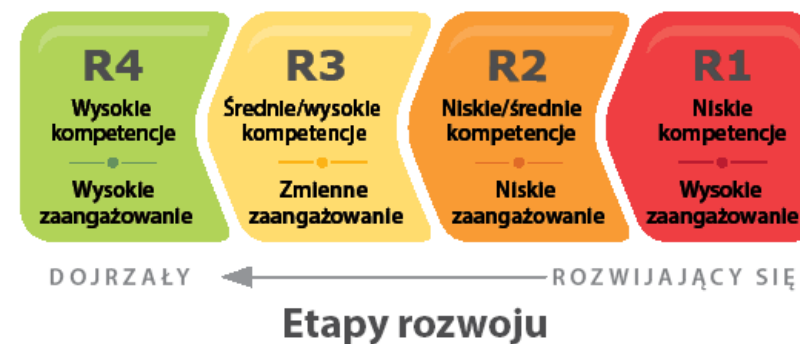 R4
Wysokie
kompetencje
Wysokie
zaangażowanie
R3
Średnie/wysokie
kompetencje
Zmienne
zaangażowanie
R2
Niskie/średnie
kompetencje
Niskie
zaangażowanie
R1
Niskie
kompetencje
Wysokie
zaangażowanie
DOJRZAŁY
ROZWIJAJĄCY SIĘ
Etapy rozwoju